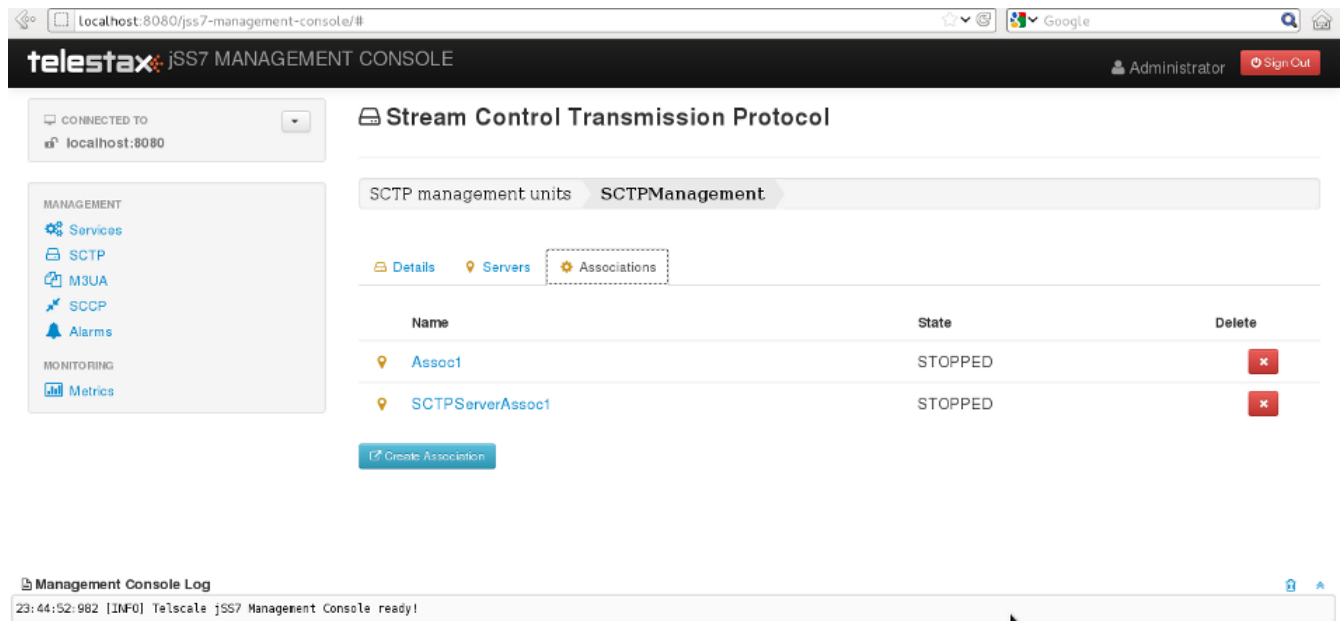 localhost:8080/jss7-management-console/#
Google
telestax jSS7 MANAGEMENT CONSOLE
Administrator
Sign Out
CONNECTED TO
localhost:8080
Stream Control Transmission Protocol
SCTP management units SCTPManagement
MANAGEMENT
Services
SCTP
M3UA
SCCP
Alarms
MONITORING
Metrics
Details Servers Associations
Name State Delete
Assoc1 STOPPED
SCTPServerAssoc1 STOPPED
Create Association
Management Console Log
23:44:52:982 [INFO] Telscale jSS7 Management Console ready!